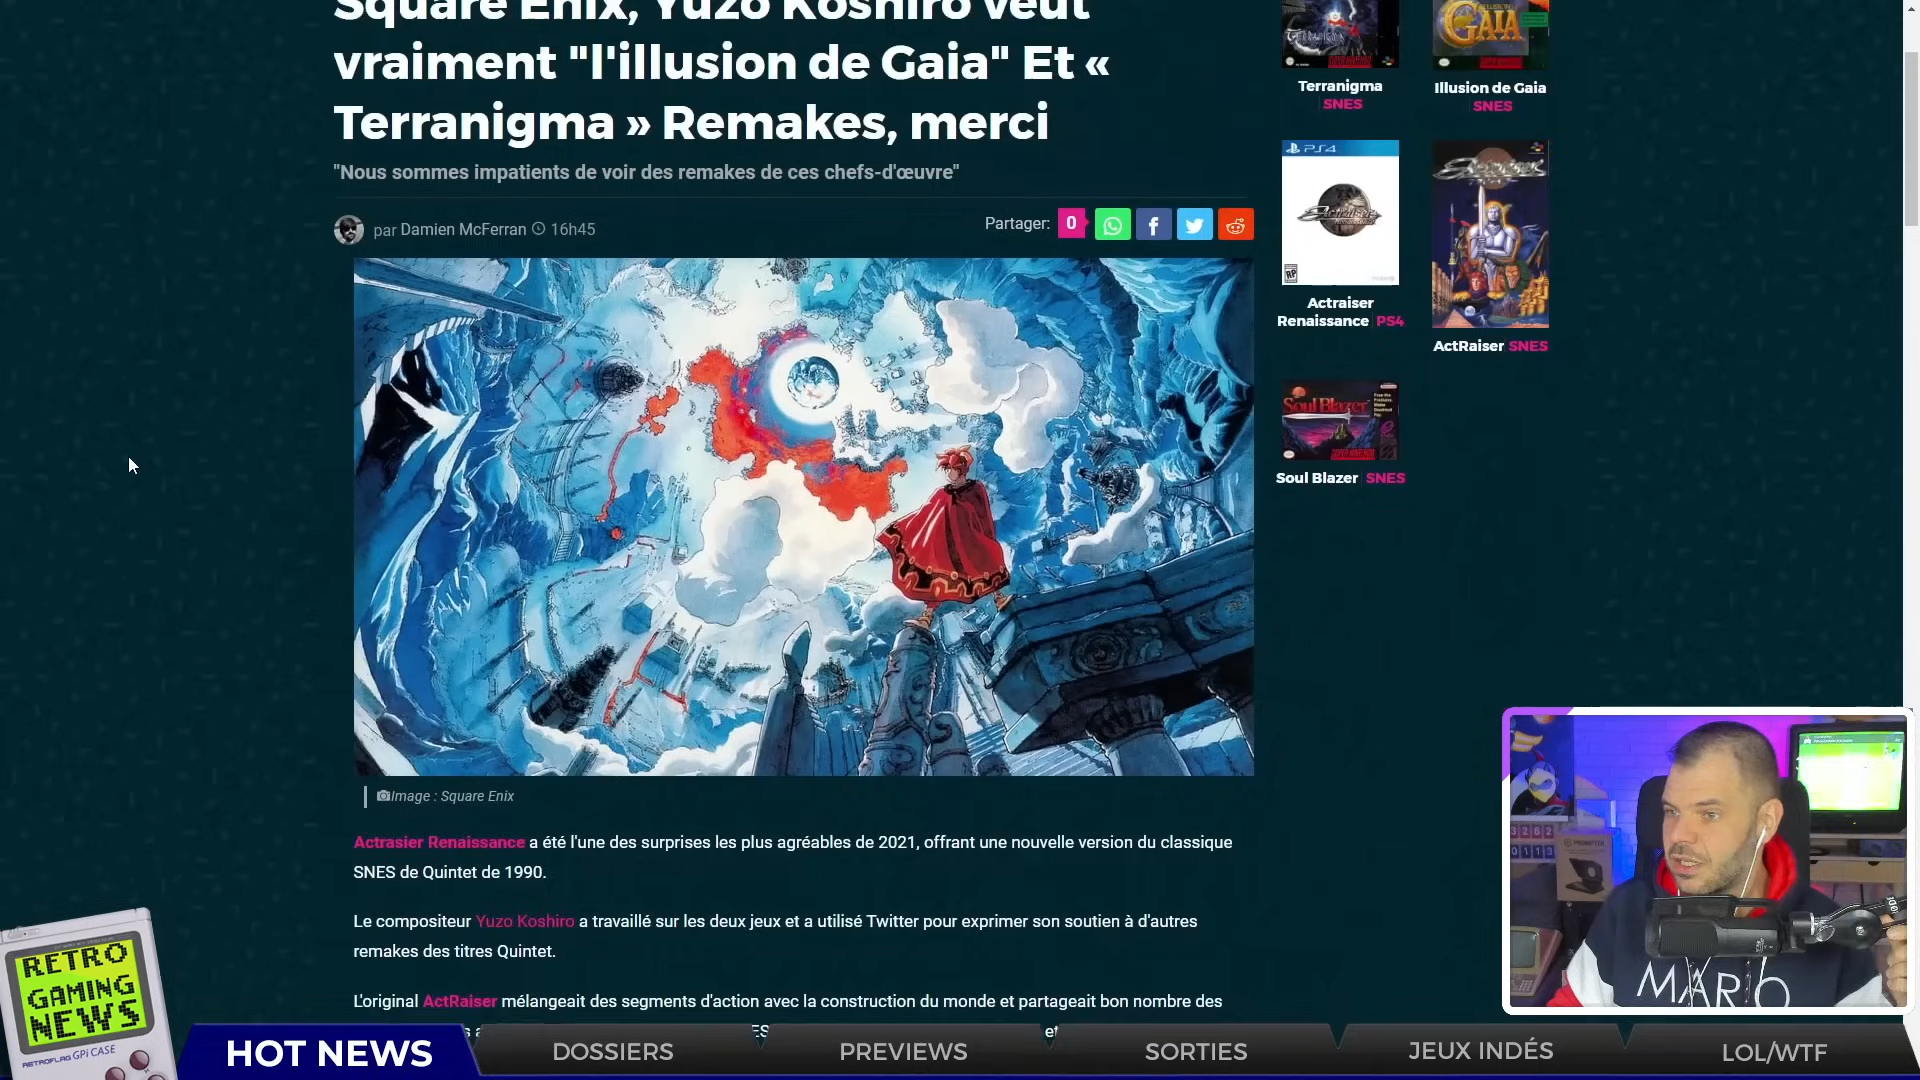 Square Enix, Yuzo Koshiro veut
vraiment "l'illusion de Gaia" Et «
Terranigma » Remakes, merci
"Nous sommes impatients de voir des remakes de ces chefs-d'œuvre"
par Damien McFerran 16h45
Partager: 0
Image : Square Enix
Actrasier Renaissance a été l'une des surprises les plus agréables de 2021, offrant une nouvelle version du classique
SNES de Quintet de 1990.
Le compositeur Yuzo Koshiro a travaillé sur les deux jeux et a utilisé Twitter pour exprimer son soutien à d'autres
remakes des titres Quintet.
L'original ActRaiser mélangeait des segments d'action avec la construction du monde et partageait bon nombre des
TERRANIGMA
GAIA
Terranigma
SNES
Illusion de Gaia
SNES
PS4
Actraiser
Actraiser
Renaissance PS4
ActRaiser SNES
Soul Blazer
Soul Blazer SNES
MARIO
RETRO
GAMING
NEWS
RETROFLAG GPi CASE
HOT NEWS
DOSSIERS
PREVIEWS
SORTIES
JEUX INDÉS
LOL/WTF